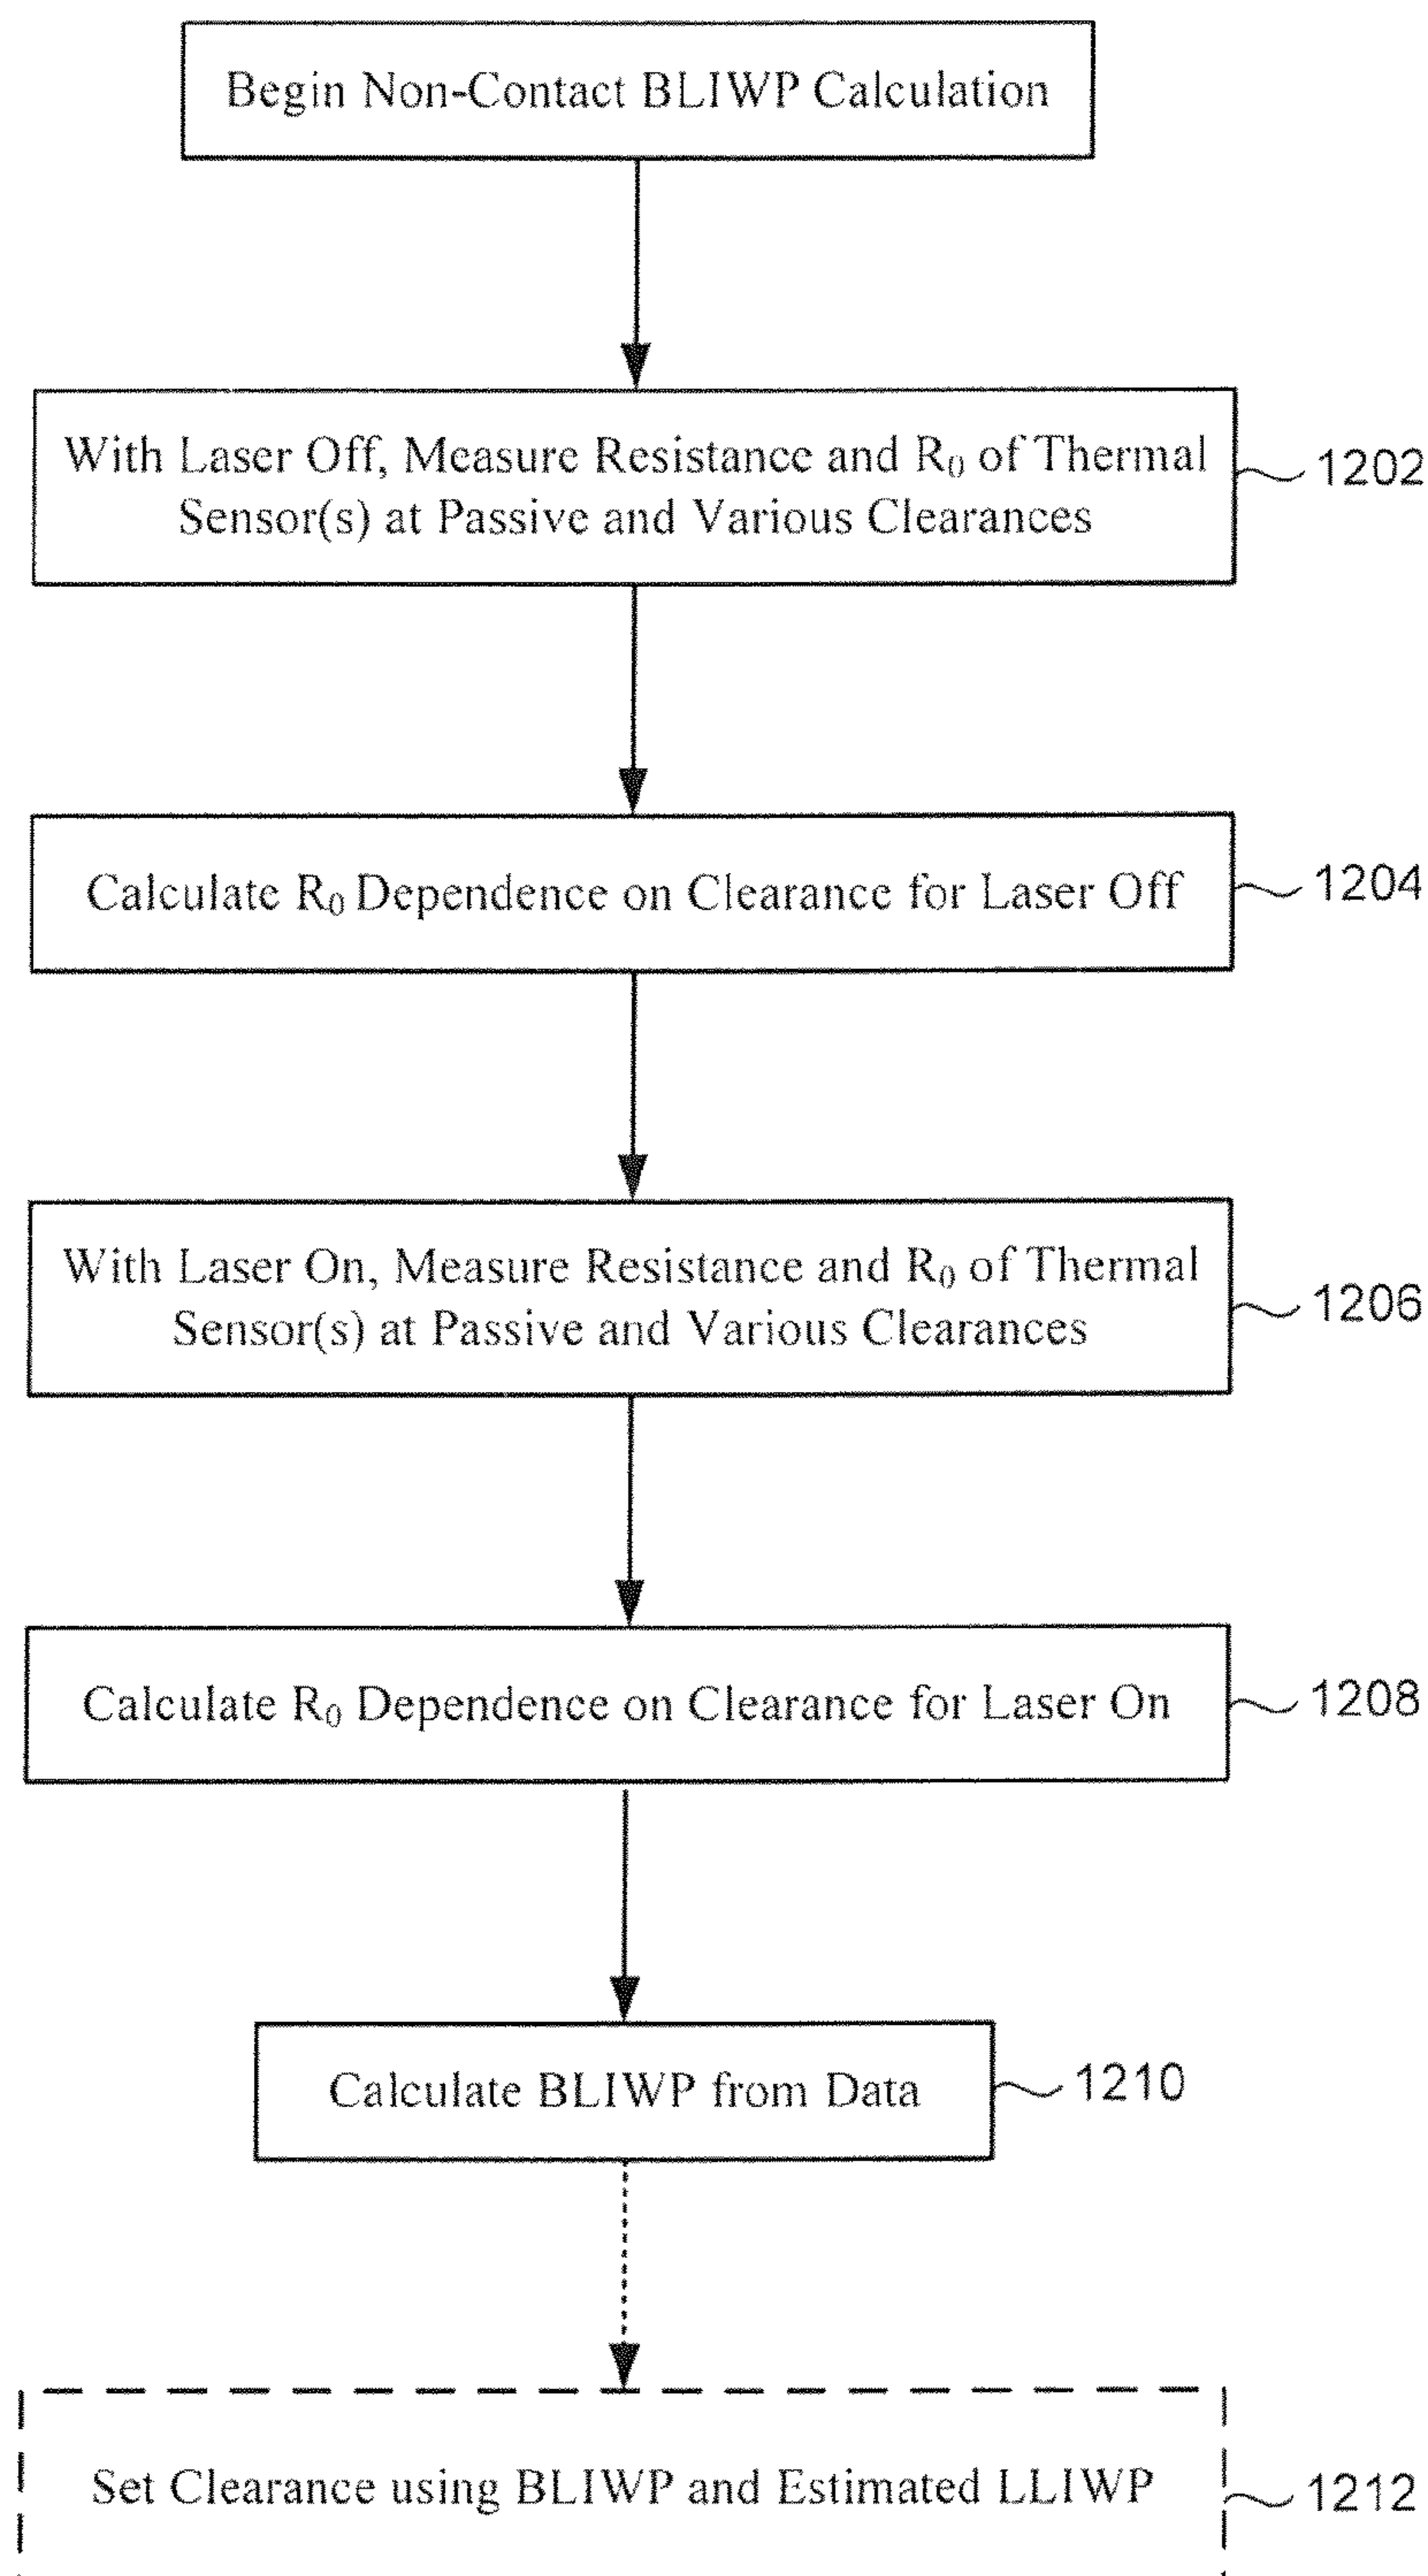 Begin Non-Contact BLIWP Calculation
With Laser Off, Measure Resistance and R₀ of Thermal
Sensor(s) at Passive and Various Clearances
1202
Calculate R₀ Dependence on Clearance for Laser Off
1204
With Laser On, Measure Resistance and R₀ of Thermal
Sensor(s) at Passive and Various Clearances
1206
Calculate R₀ Dependence on Clearance for Laser On
1208
Calculate BLIWP from Data
1210
Set Clearance using BLIWP and Estimated LLIWP
1212